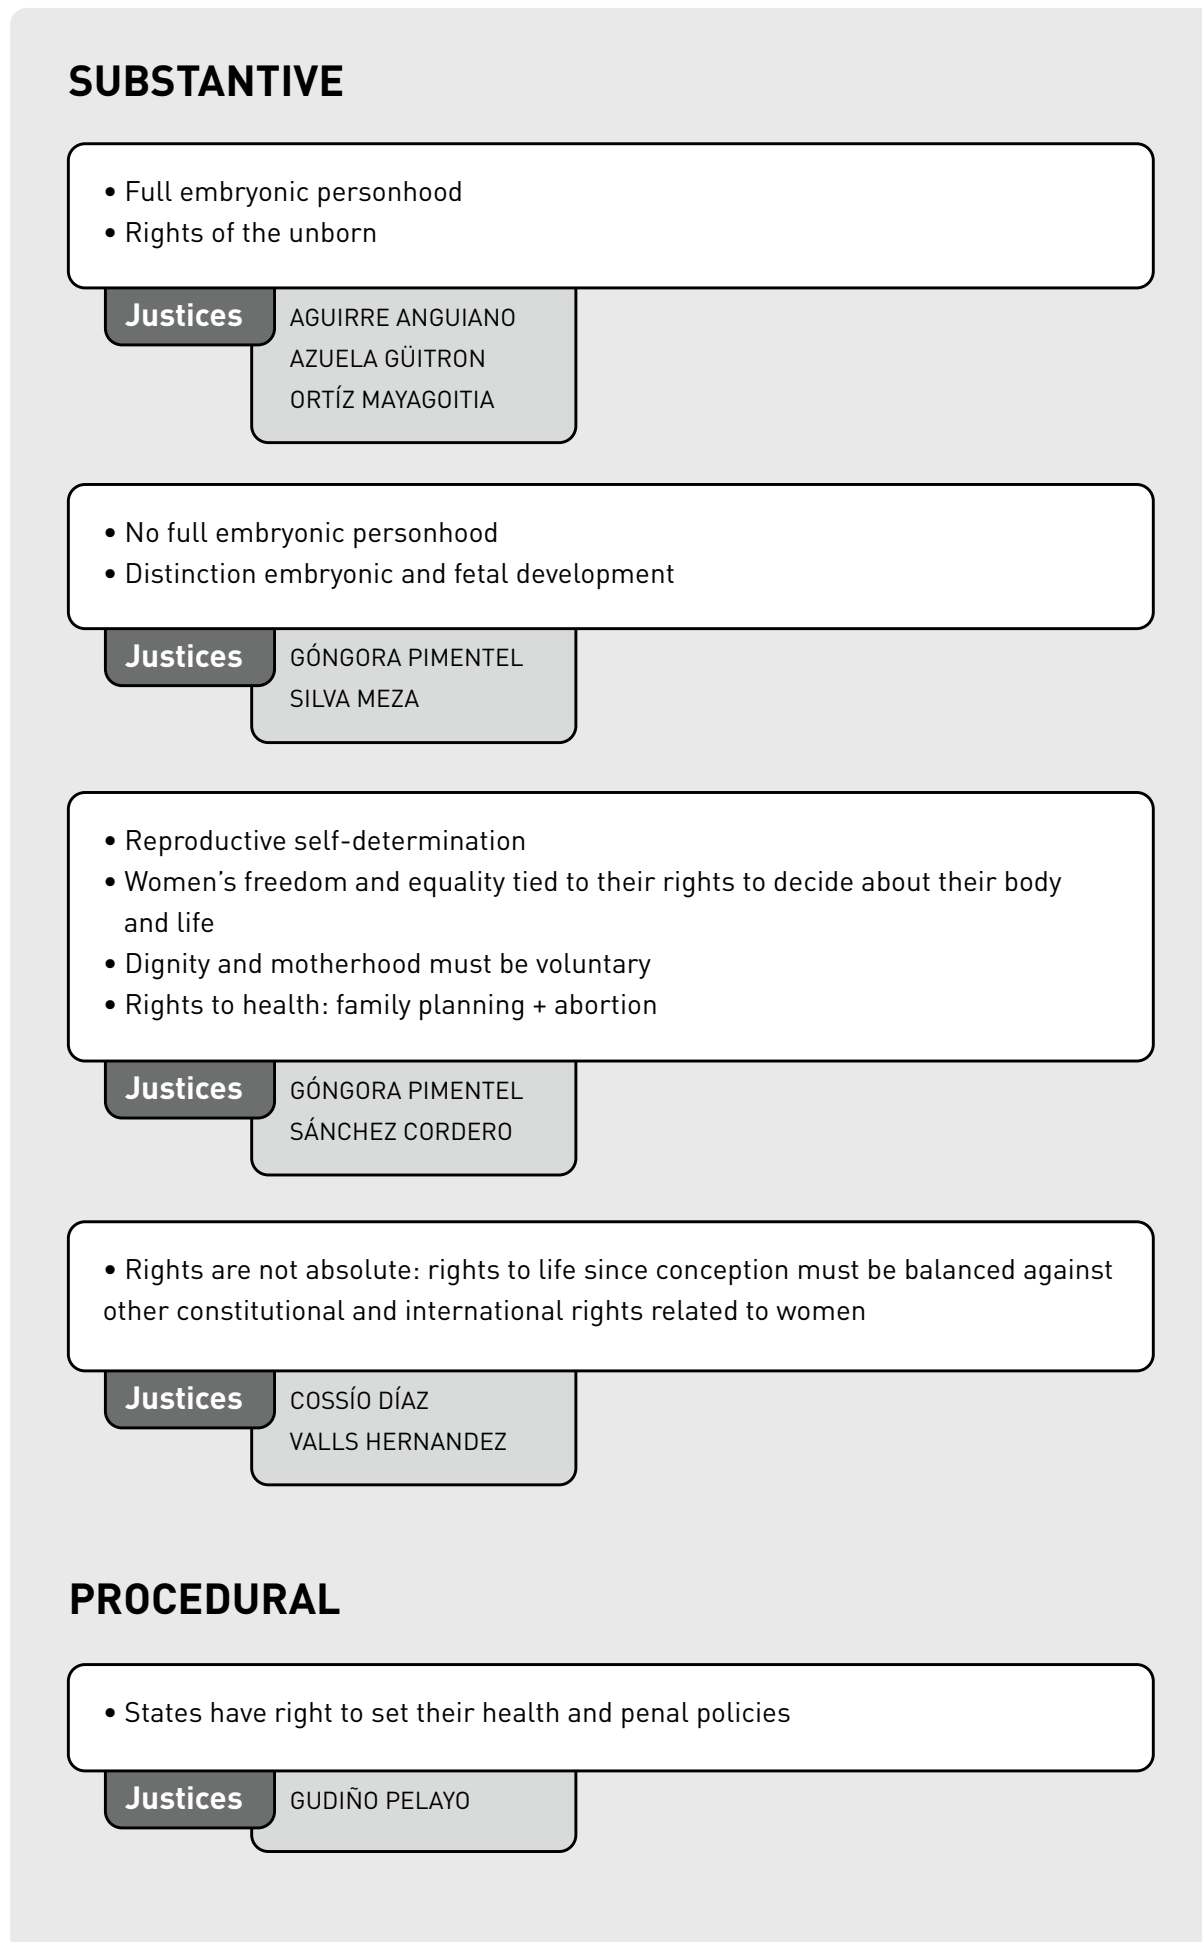 SUBSTANTIVE
• Full embryonic personhood
• Rights of the unborn
Justices
AGUIRRE ANGUIANO
AZUELA GÜITRON
ORTÍZ MAYAGOITIA
• No full embryonic personhood
• Distinction embryonic and fetal development
Justices
GÓNGORA PIMENTEL
SILVA MEZA
• Reproductive self-determination
• Women’s freedom and equality tied to their rights to decide about their body
and life
• Dignity and motherhood must be voluntary
• Rights to health: family planning + abortion
Justices
GÓNGORA PIMENTEL
SÁNCHEZ CORDERO
• Rights are not absolute: rights to life since conception must be balanced against
other constitutional and international rights related to women
Justices
COSSÍO DÍAZ
VALLS HERNANDEZ
PROCEDURAL
• States have right to set their health and penal policies
Justices
GUDIÑO PELAYO